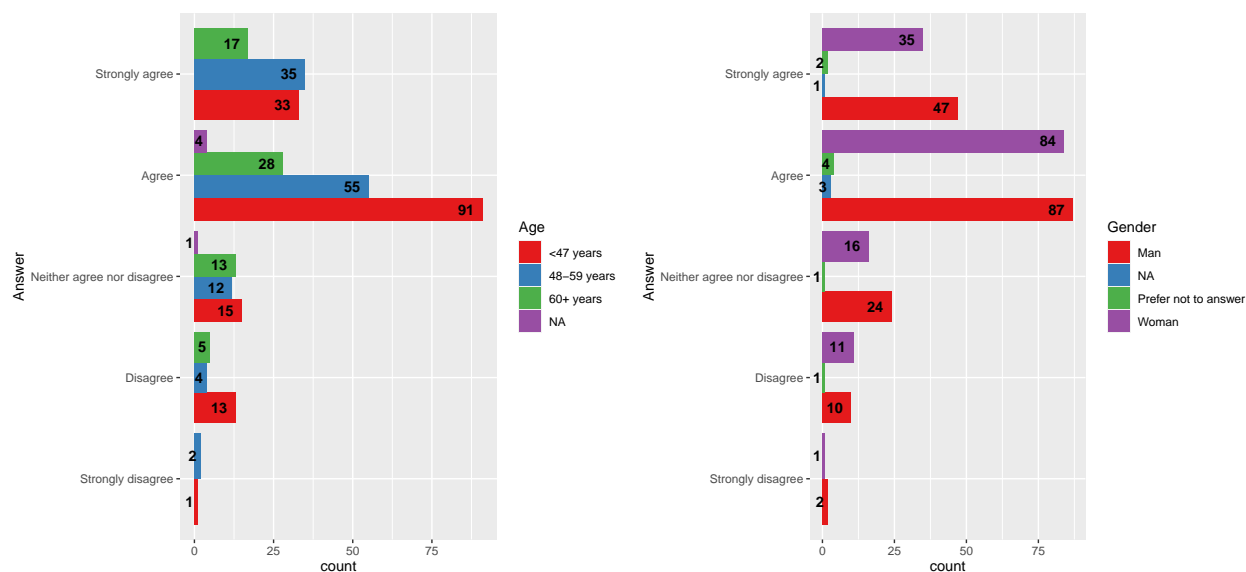 17
35
33
4
28
55
91
1
13
12
15
5
4
13
2
1
Strongly agree
Agree
Neither agree nor disagree
Disagree
Strongly disagree
Answer
0
25
50
75
count
Age
<47 years
48–59 years
60+ years
NA
35
2
1
47
84
4
3
87
16
1
24
11
1
10
1
2
Strongly agree
Agree
Neither agree nor disagree
Disagree
Strongly disagree
Answer
0
25
50
75
count
Gender
Man
NA
Prefer not to answer
Woman